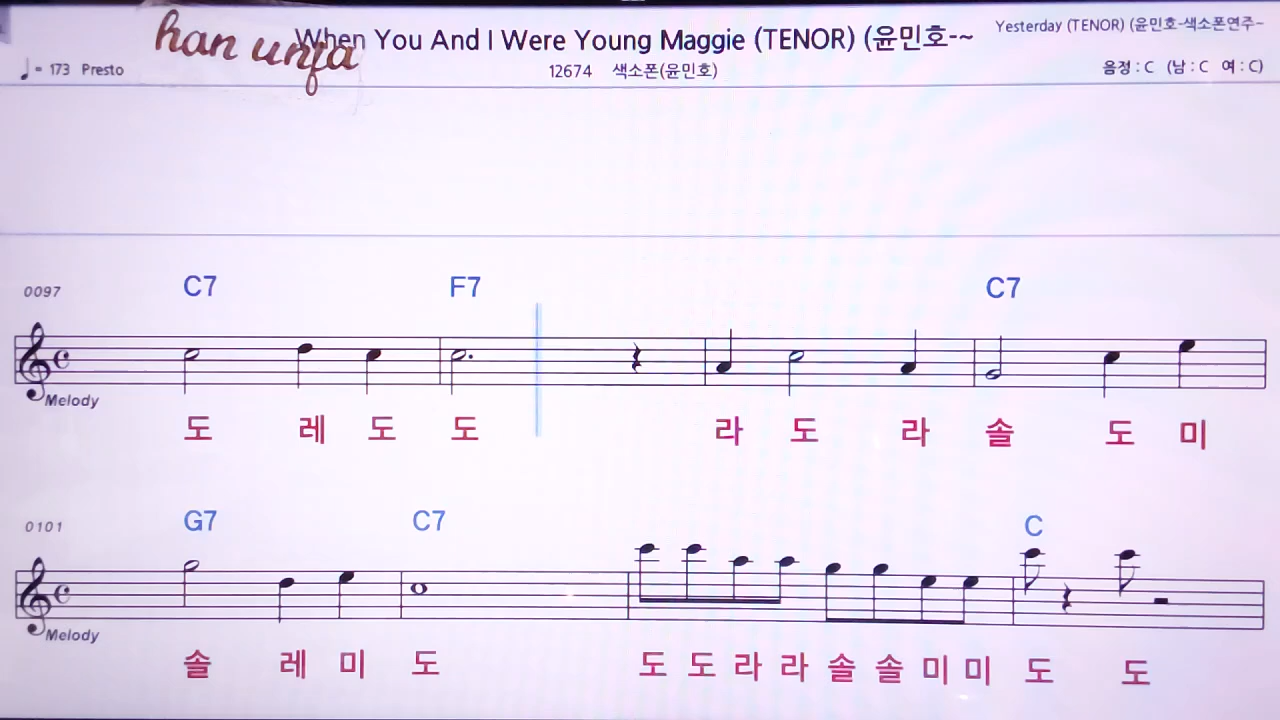 han unfa
When You And I Were Young Maggie (TENOR) (윤민호-~
Yesterday (TENOR) (윤민호-색소폰연주~
♩= 173 Presto
12674 색소폰(윤민호)
음정 : C (남 : C 여 : C)
0097 C7 F7 C7
Melody
도 레 도 도 라 도 라 솔 도 미
0101 G7 C7 C
Melody
솔 레 미 도 도 도 라 라 솔 솔 미 미 도 도